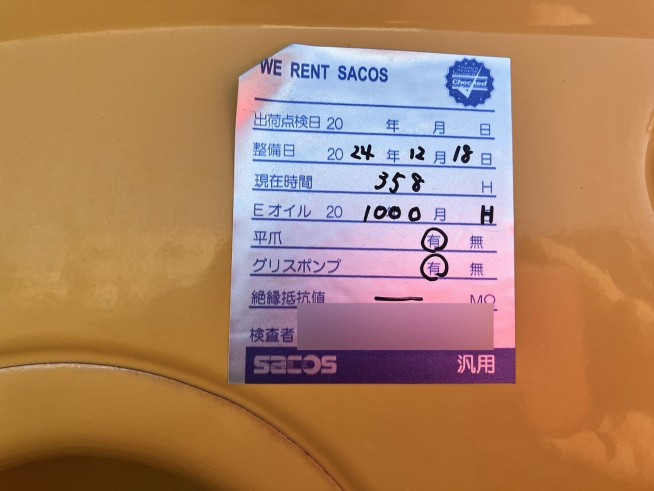 WE RENT SACOS
Checked
出荷点検日 20 年 月 日
整備日 20 24 年 12 月 18 日
現在時間 358 H
Eオイル 20 1000 月 H
平爪 有 無
グリスポンプ 有 無
絶縁抵抗値 — MΩ
検査者
sacos 汎用